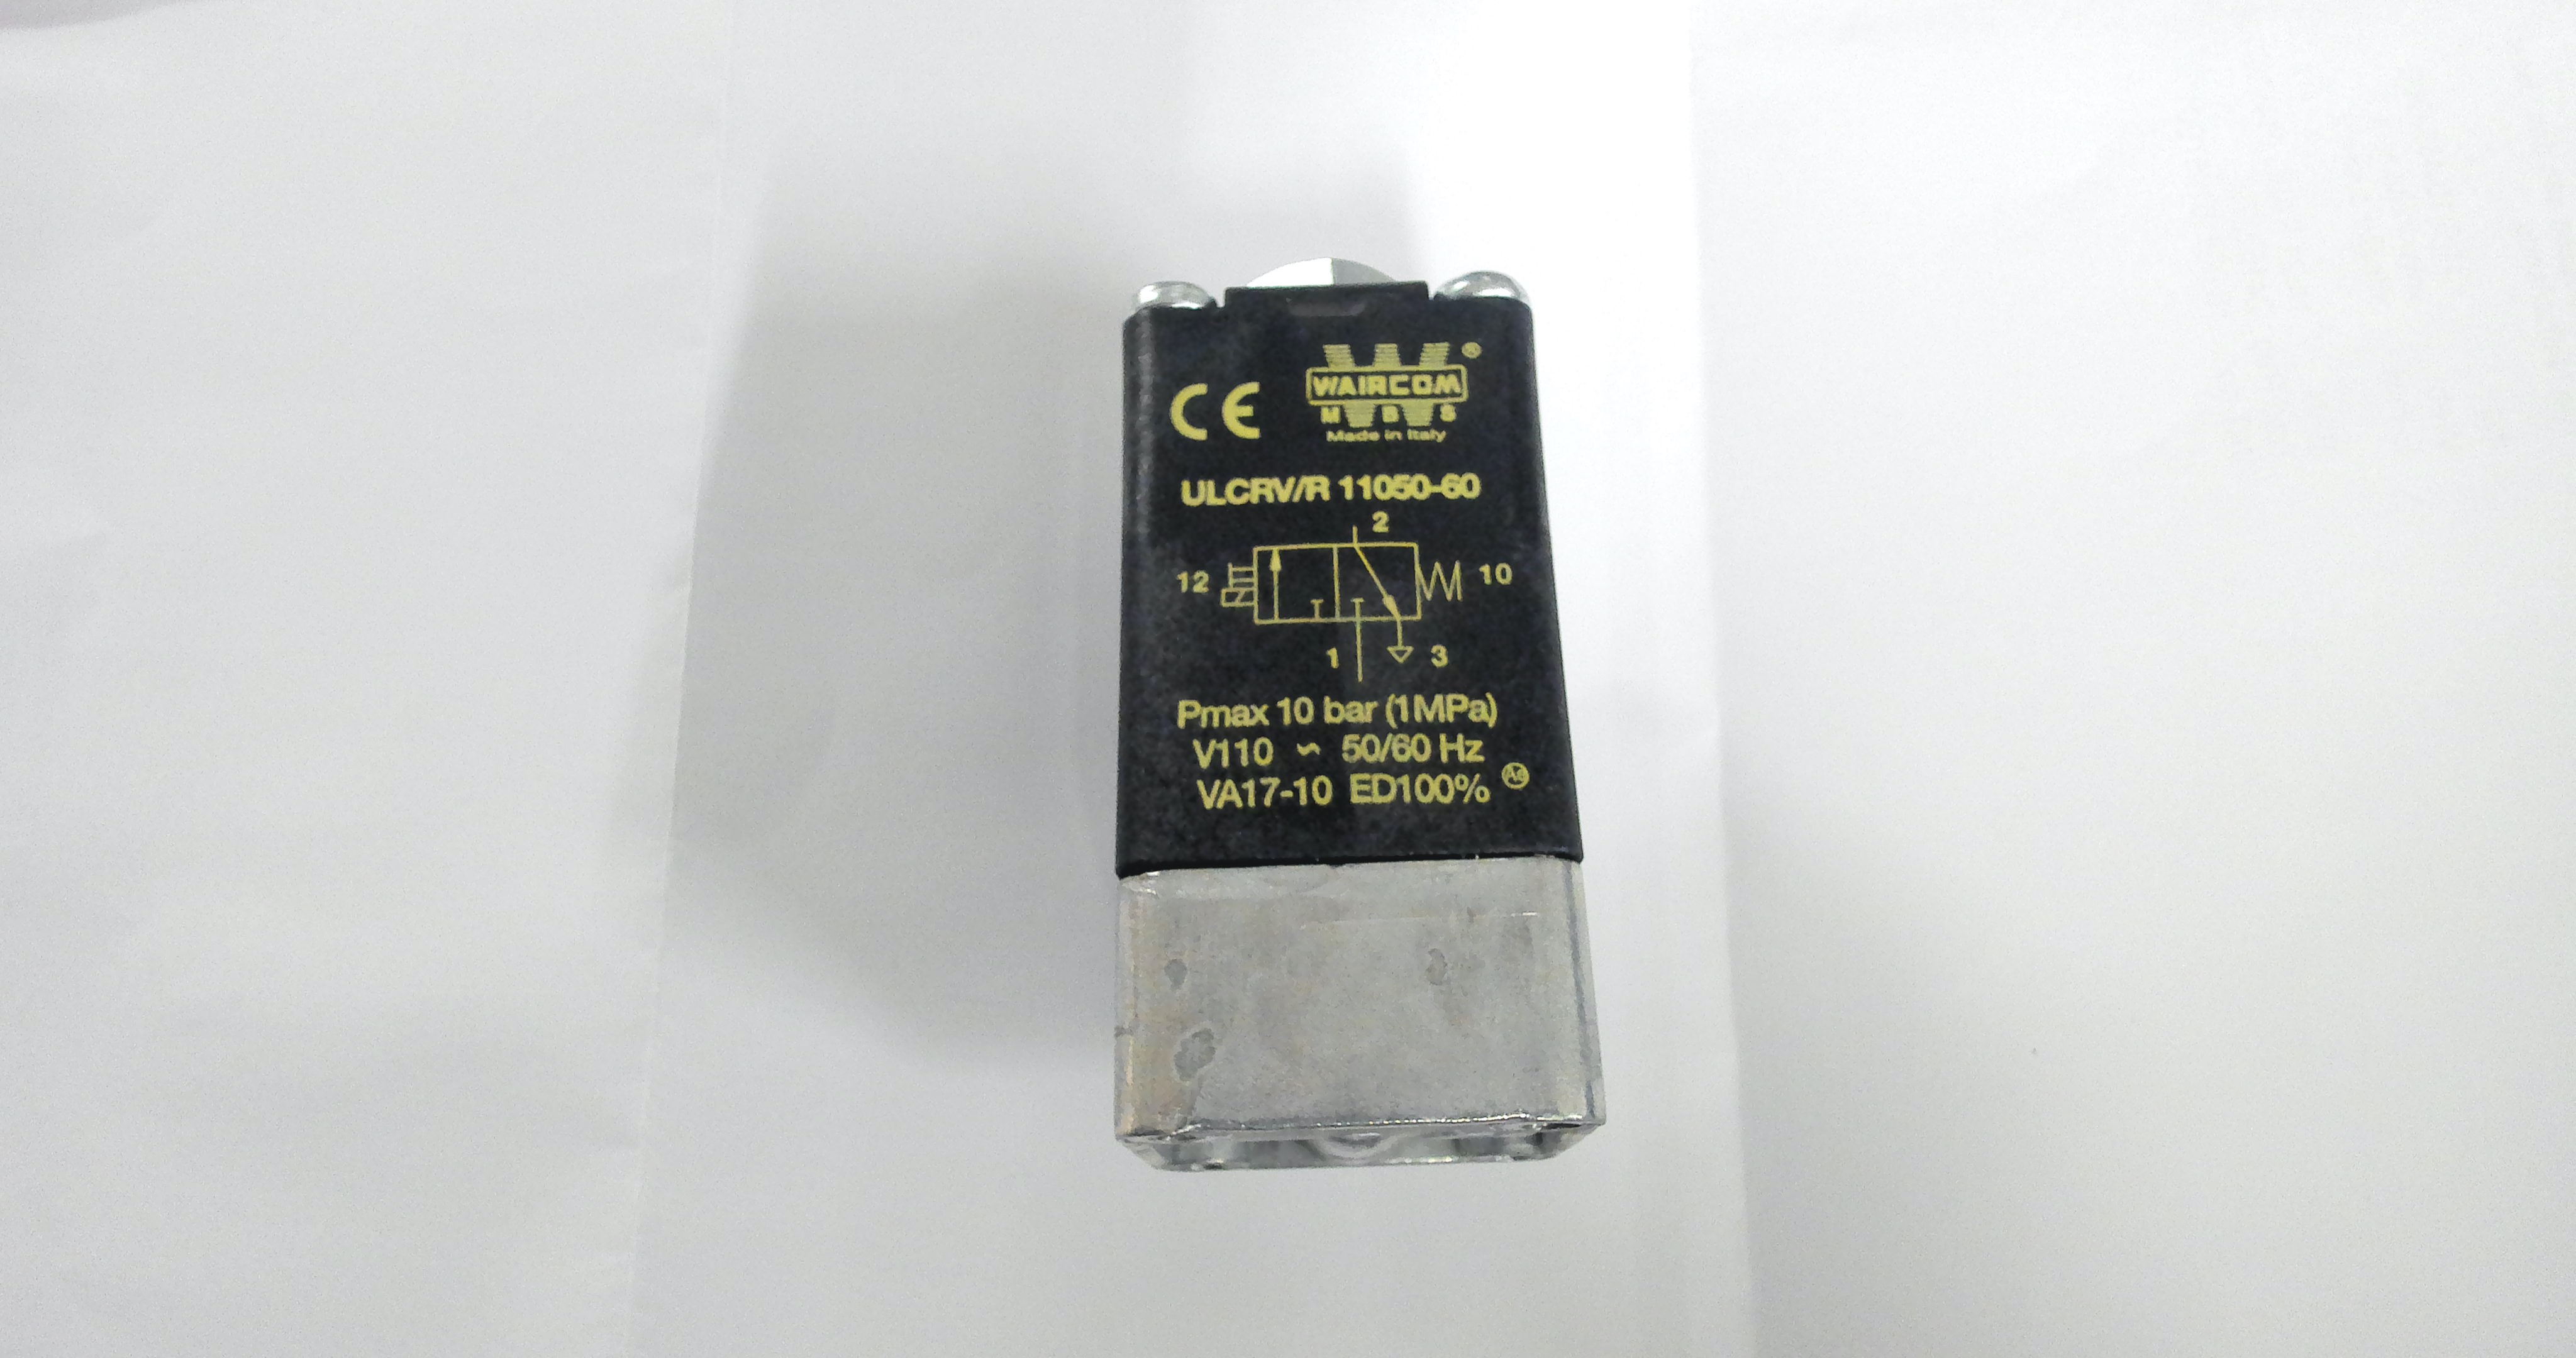 CE
WAIRCOM ®
M B S
Made in Italy
ULCRV/R 11050-60
2
12
10
1
3
Pmax 10 bar (1MPa)
V110 ~ 50/60 Hz
VA17-10 ED100%